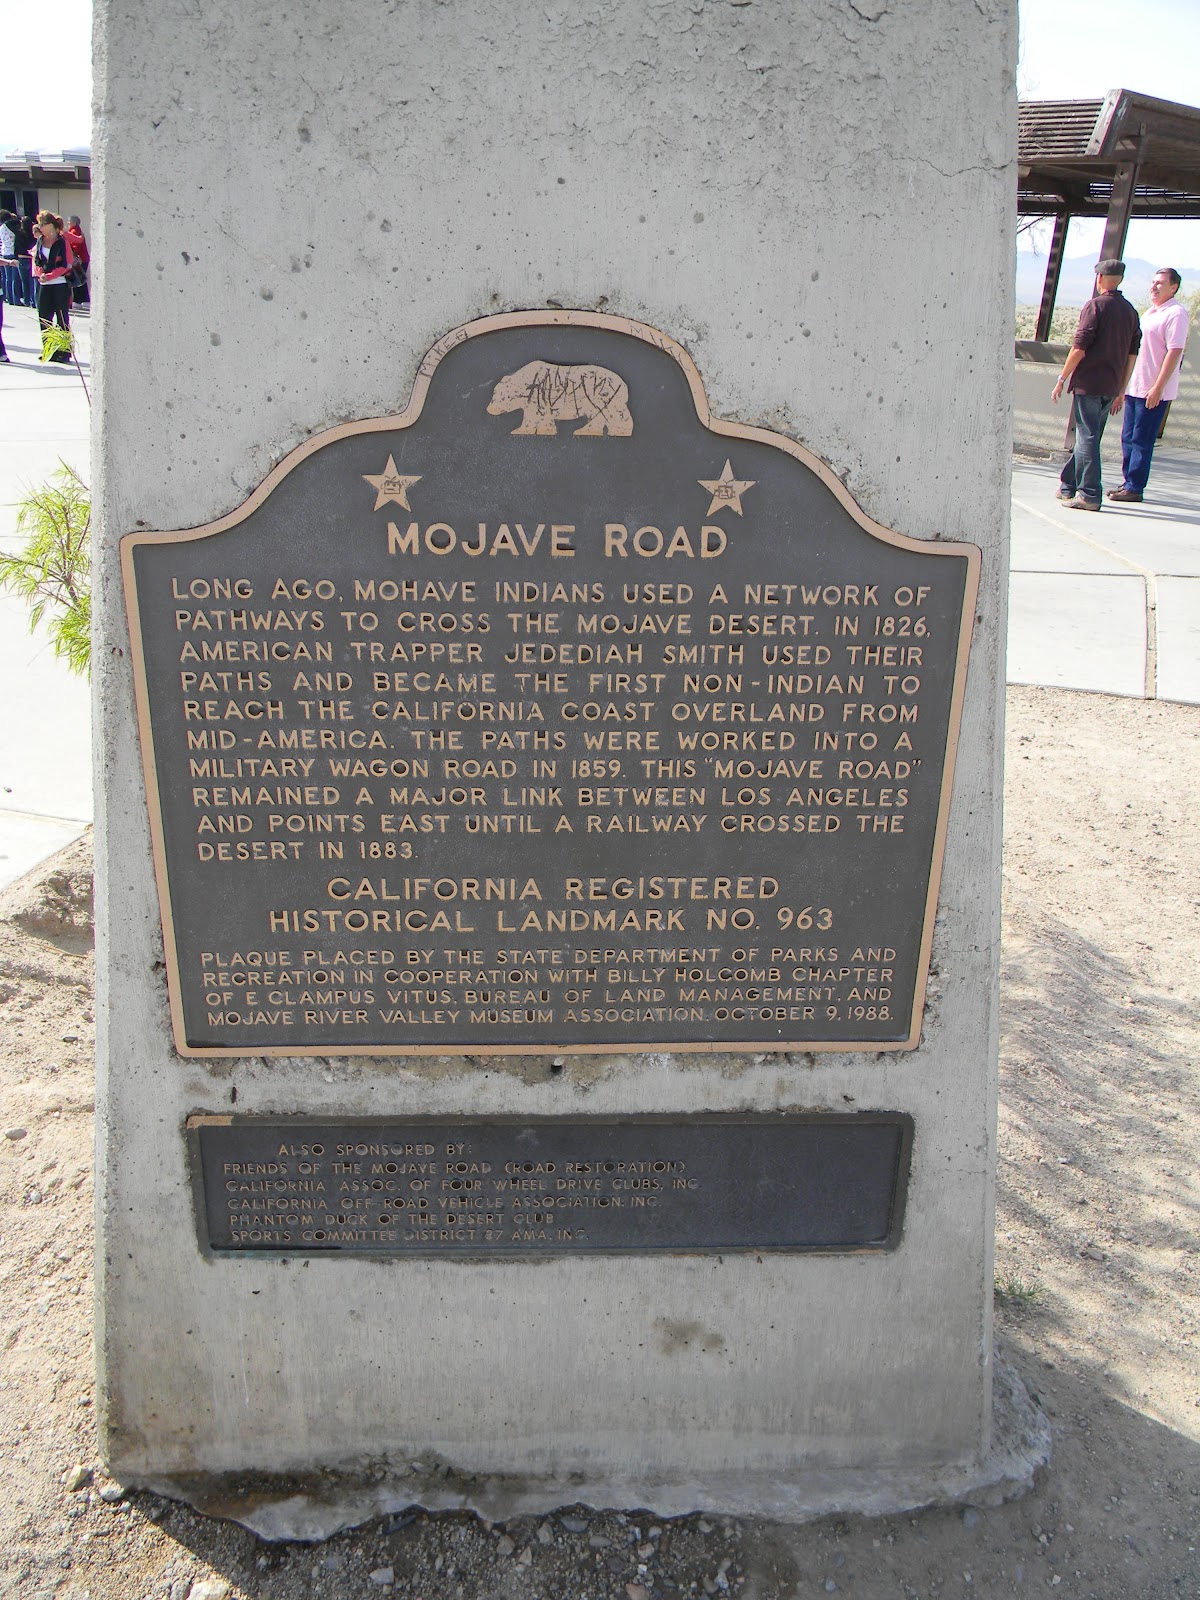 MIKE
MOJAVE ROAD
LONG AGO, MOHAVE INDIANS USED A NETWORK OF
PATHWAYS TO CROSS THE MOJAVE DESERT. IN 1826,
AMERICAN TRAPPER JEDEDIAH SMITH USED THEIR
PATHS AND BECAME THE FIRST NON-INDIAN TO
REACH THE CALIFORNIA COAST OVERLAND FROM
MID-AMERICA. THE PATHS WERE WORKED INTO A
MILITARY WAGON ROAD IN 1859. THIS "MOJAVE ROAD"
REMAINED A MAJOR LINK BETWEEN LOS ANGELES
AND POINTS EAST UNTIL A RAILWAY CROSSED THE
DESERT IN 1883.
CALIFORNIA REGISTERED
HISTORICAL LANDMARK NO. 963
PLAQUE PLACED BY THE STATE DEPARTMENT OF PARKS AND
RECREATION IN COOPERATION WITH BILLY HOLCOMB CHAPTER
OF E CLAMPUS VITUS, BUREAU OF LAND MANAGEMENT, AND
MOJAVE RIVER VALLEY MUSEUM ASSOCIATION. OCTOBER 9, 1988.
ALSO SPONSORED BY:
FRIENDS OF THE MOJAVE ROAD (ROAD RESTORATION)
CALIFORNIA ASSOC. OF FOUR WHEEL DRIVE CLUBS, INC
CALIFORNIA OFF-ROAD VEHICLE ASSOCIATION, INC.
PHANTOM DUCK OF THE DESERT CLUB
SPORTS COMMITTEE DISTRICT 37 AMA, INC.